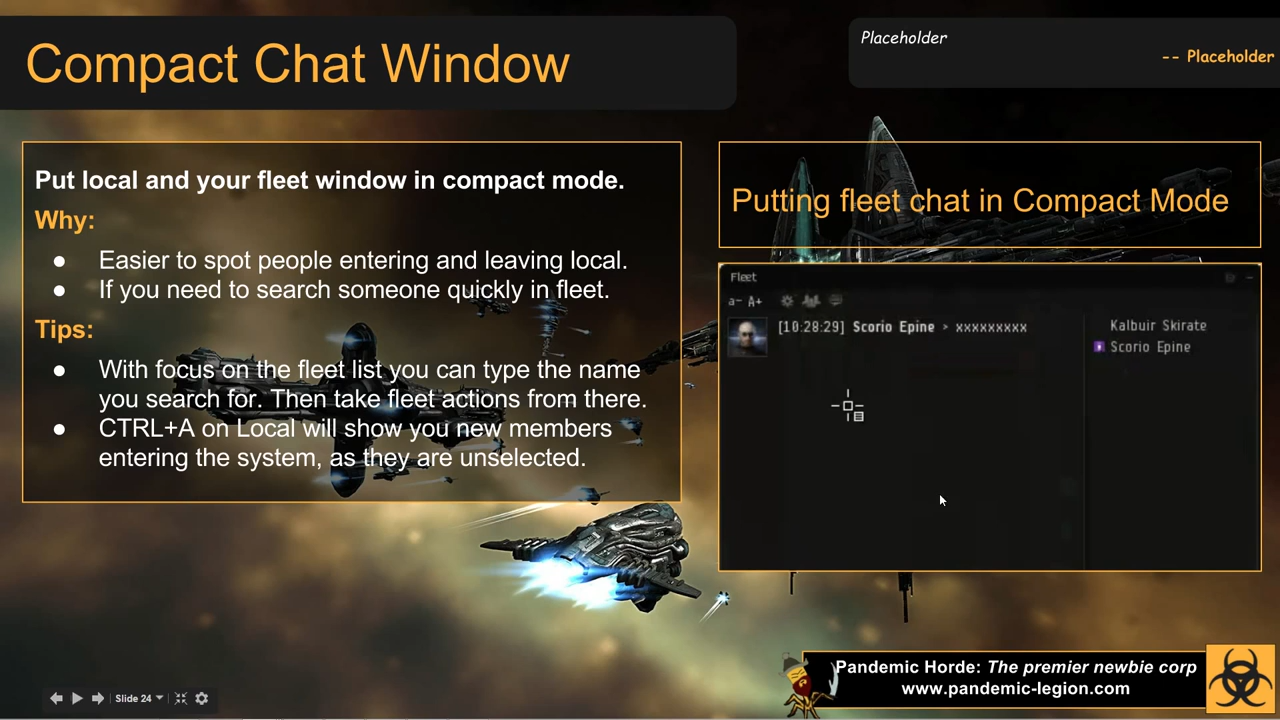 Compact Chat Window
Placeholder
-- Placeholder
Put local and your fleet window in compact mode.
Why:
● Easier to spot people entering and leaving local.
● If you need to search someone quickly in fleet.
Tips:
● With focus on the fleet list you can type the name
you search for. Then take fleet actions from there.
● CTRL+A on Local will show you new members
entering the system, as they are unselected.
Putting fleet chat in Compact Mode
Fleet
a- A+
[10:28:29] Scorio Epine > xxxxxxxxx
Kalbuir Skirate
Scorio Epine
Pandemic Horde: The premier newbie corp
www.pandemic-legion.com
Slide 24